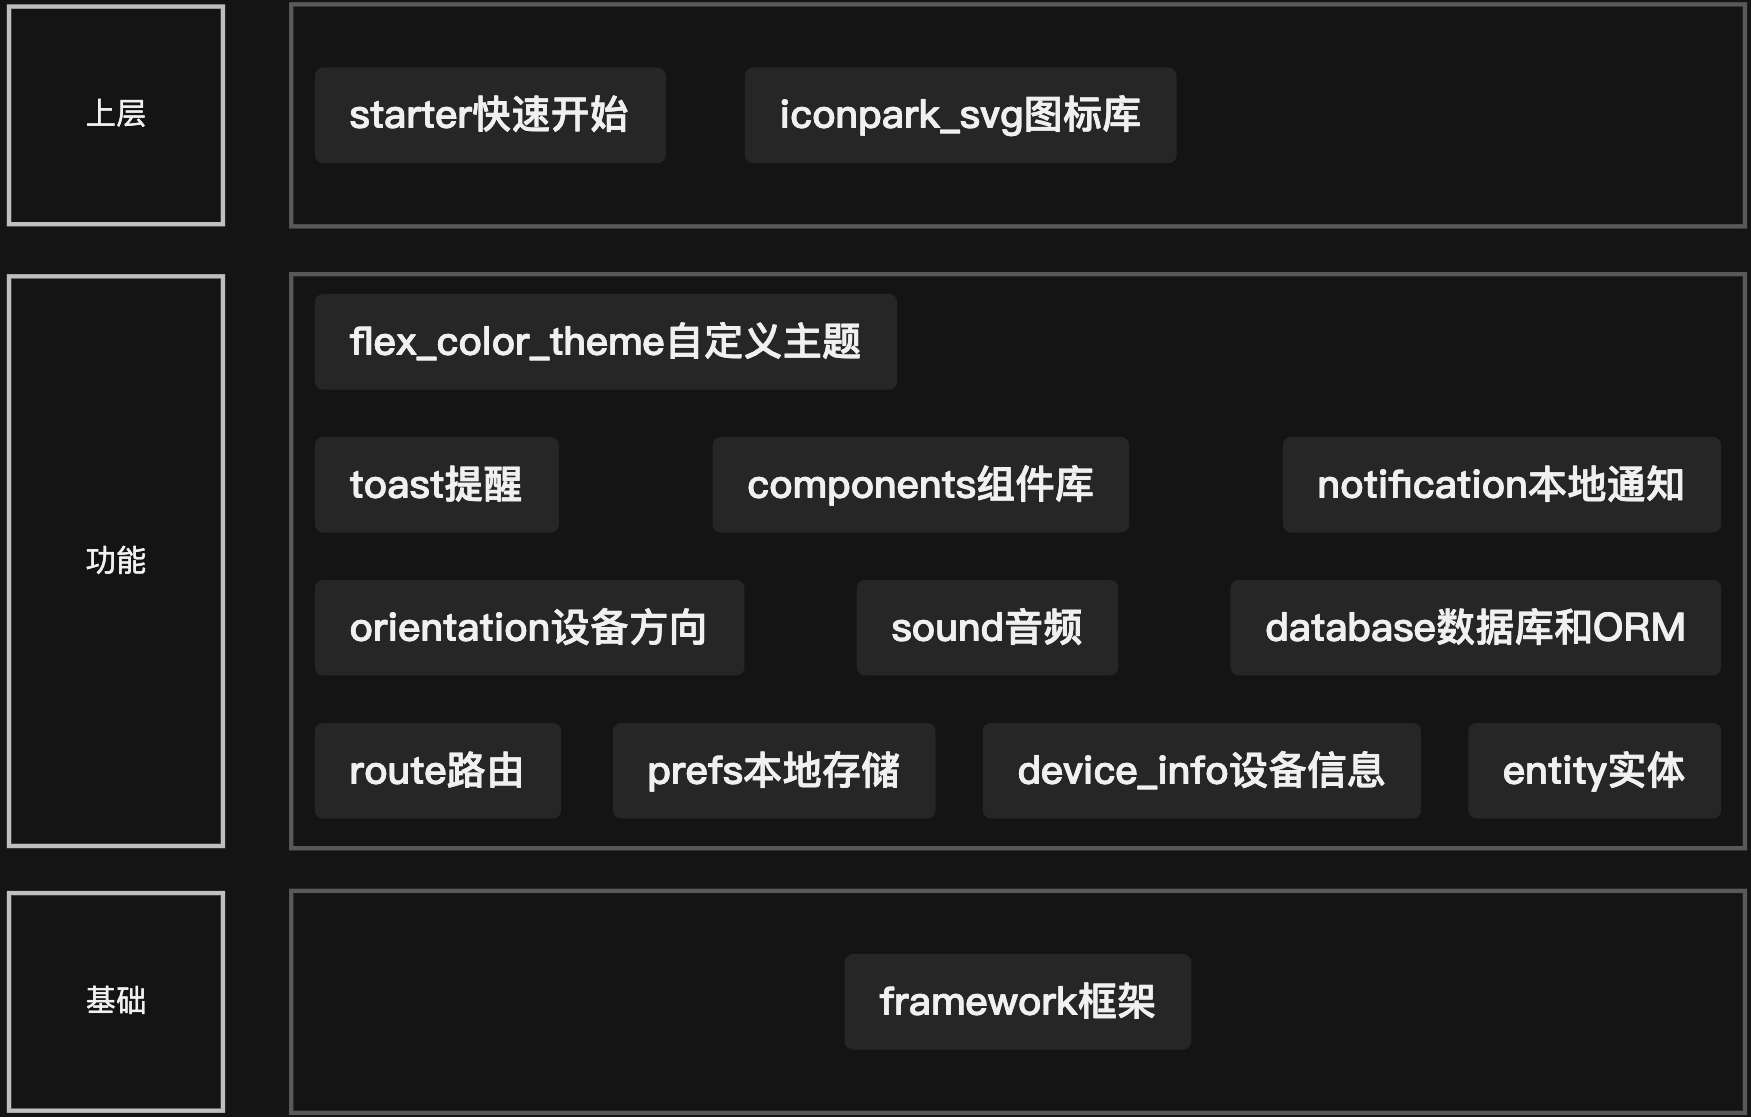 上层
starter快速开始
iconpark_svg图标库
功能
flex_color_theme自定义主题
toast提醒
components组件库
notification本地通知
orientation设备方向
sound音频
database数据库和ORM
route路由
prefs本地存储
device_info设备信息
entity实体
基础
framework框架